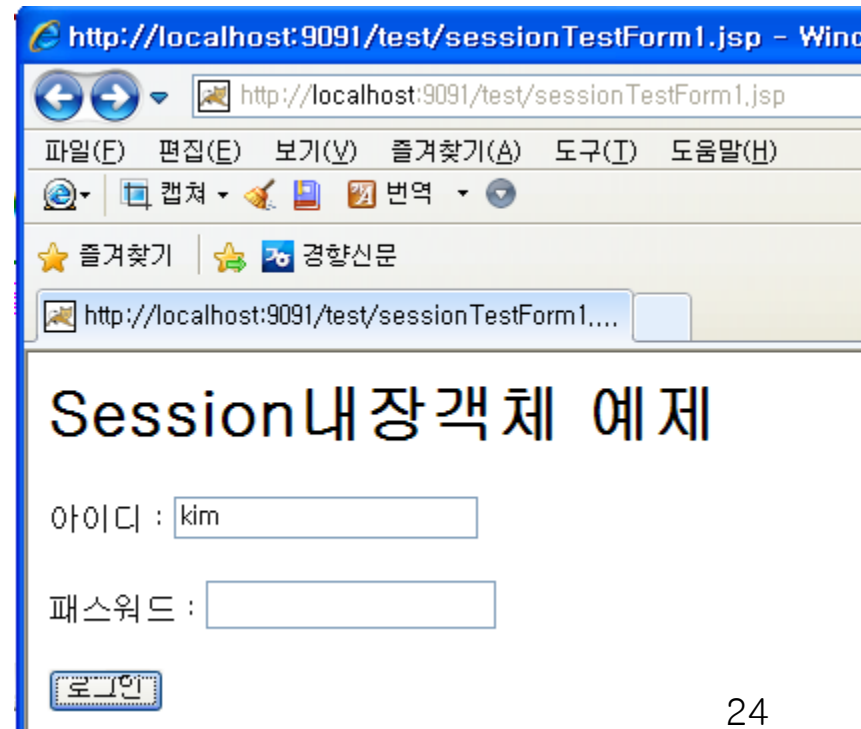 http://localhost:9091/test/sessionTestForm1.jsp - Wind
http://localhost:9091/test/sessionTestForm1.jsp
파일(F) 편집(E) 보기(V) 즐겨찾기(A) 도구(T) 도움말(H)
캡쳐 번역
즐겨찾기 경향신문
http://localhost:9091/test/sessionTestForm1....
Session내장객체 예제
아이디 : kim
패스워드 :
로그인
24